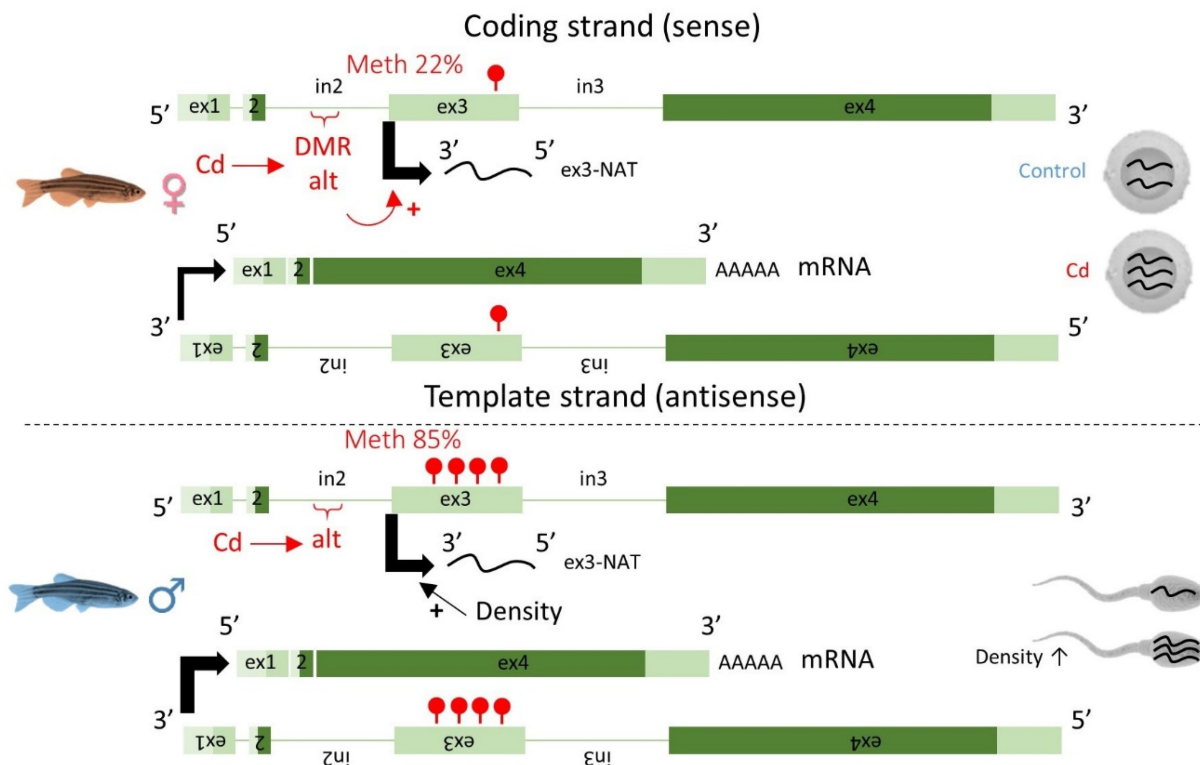 Coding strand (sense)
Meth 22%
in2
in3
5’ ex1 2 ex3 ex4 3’
Cd DMR
alt
3’ 5’ ex3-NAT
+
Control
♀
5’ 3’
ex1 2 ex4 AAAAA mRNA
Cd
3’ 5’
ex1 2 ex3 ex4
in2 in3
Template strand (antisense)
Meth 85%
in2 in3
5’ ex1 2 ex3 ex4 3’
Cd alt
3’ 5’ ex3-NAT
♂
+ Density
5’ 3’
ex1 2 ex4 AAAAA mRNA
Density ↑
3’ 5’
ex1 2 ex3 ex4
in2 in3